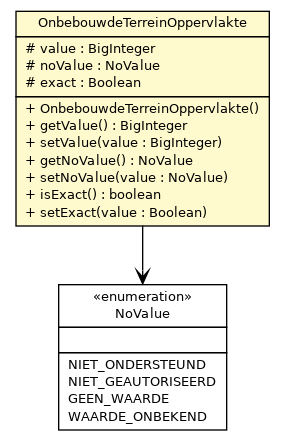 OnbebouwdeTerreinOppervlakte
# value : BigInteger
# noValue : NoValue
# exact : Boolean
+ OnbebouwdeTerreinOppervlakte()
+ getValue() : BigInteger
+ setValue(value : BigInteger)
+ getNoValue() : NoValue
+ setNoValue(value : NoValue)
+ isExact() : boolean
+ setExact(value : Boolean)
«enumeration»
NoValue
NIET_ONDERSTEUND
NIET_GEAUTORISEERD
GEEN_WAARDE
WAARDE_ONBEKEND